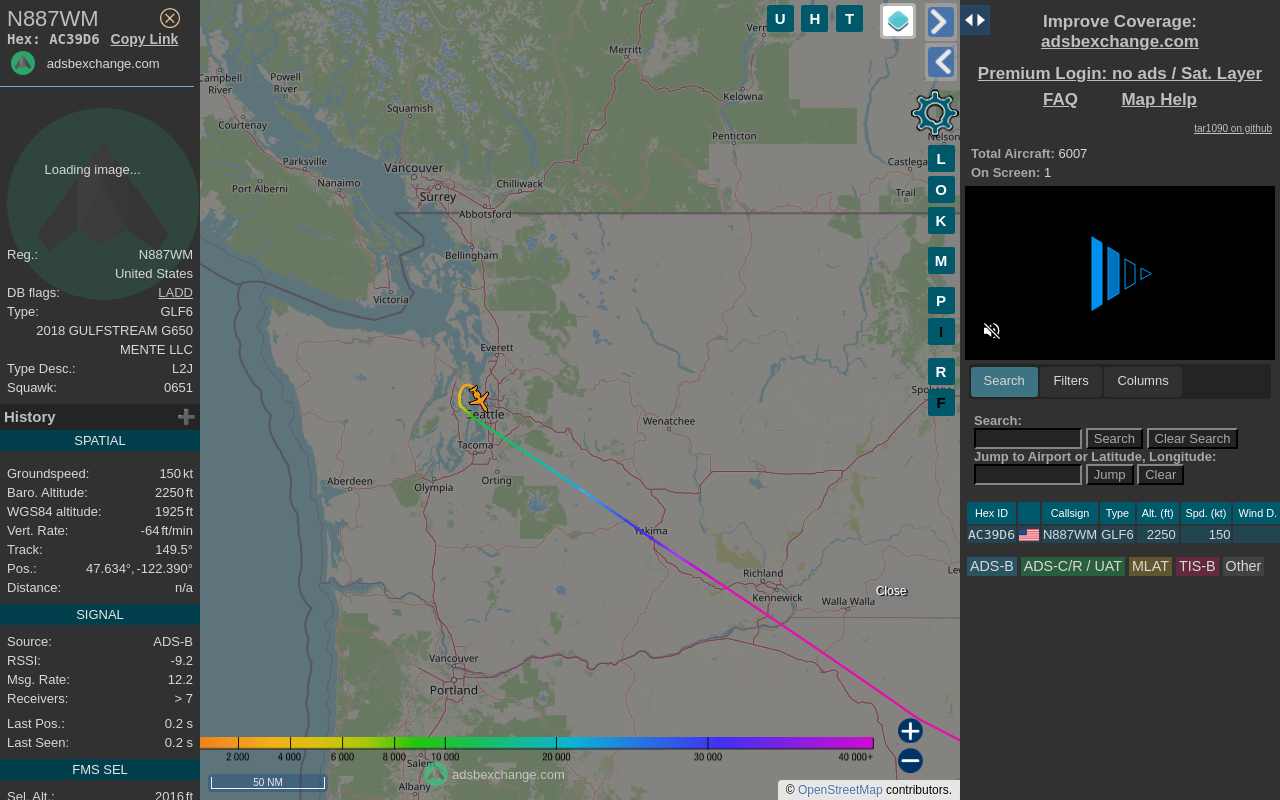 N887WM
Hex: AC39D6 Copy Link
adsbexchange.com
Loading image...
Reg.: N887WM
United States
DB flags: LADD
Type: GLF6
2018 GULFSTREAM G650
MENTE LLC
Type Desc.: L2J
Squawk: 0651
History
SPATIAL
Groundspeed: 150 kt
Baro. Altitude: 2250 ft
WGS84 altitude: 1925 ft
Vert. Rate: -64 ft/min
Track: 149.5°
Pos.: 47.634°, -122.390°
Distance: n/a
SIGNAL
Source: ADS-B
RSSI: -9.2
Msg. Rate: 12.2
Receivers: > 7
Last Pos.: 0.2 s
Last Seen: 0.2 s
FMS SEL
Sel. Alt.: 2016 ft
U H T
Merritt
Campbell River
Powell River
Kelowna
Squamish
Courtenay
Penticton
Nelson
Parksville
Vancouver
Castlega
Port Alberni
Nanaimo
Chilliwack
Surrey
Trail
Abbotsford
Bellingham
Victoria
Everett
Seattle
Wenatchee
Tacoma
Aberdeen
Olympia
Orting
Yakima
Richland
Kennewick
Walla Walla
Vancouver
Portland
Salem
Albany
L
O
K
M
P
I
R
F
Close
2 000 4 000 6 000 8 000 10 000 20 000 30 000 40 000+
adsbexchange.com
50 NM
© OpenStreetMap contributors.
Improve Coverage:
adsbexchange.com
Premium Login: no ads / Sat. Layer
FAQ Map Help
tar1090 on github
Total Aircraft: 6007
On Screen: 1
Search Filters Columns
Search:
Search Clear Search
Jump to Airport or Latitude, Longitude:
Jump Clear
Hex ID Callsign Type Alt. (ft) Spd. (kt) Wind D.
AC39D6 N887WM GLF6 2250 150
ADS-B ADS-C/R / UAT MLAT TIS-B Other